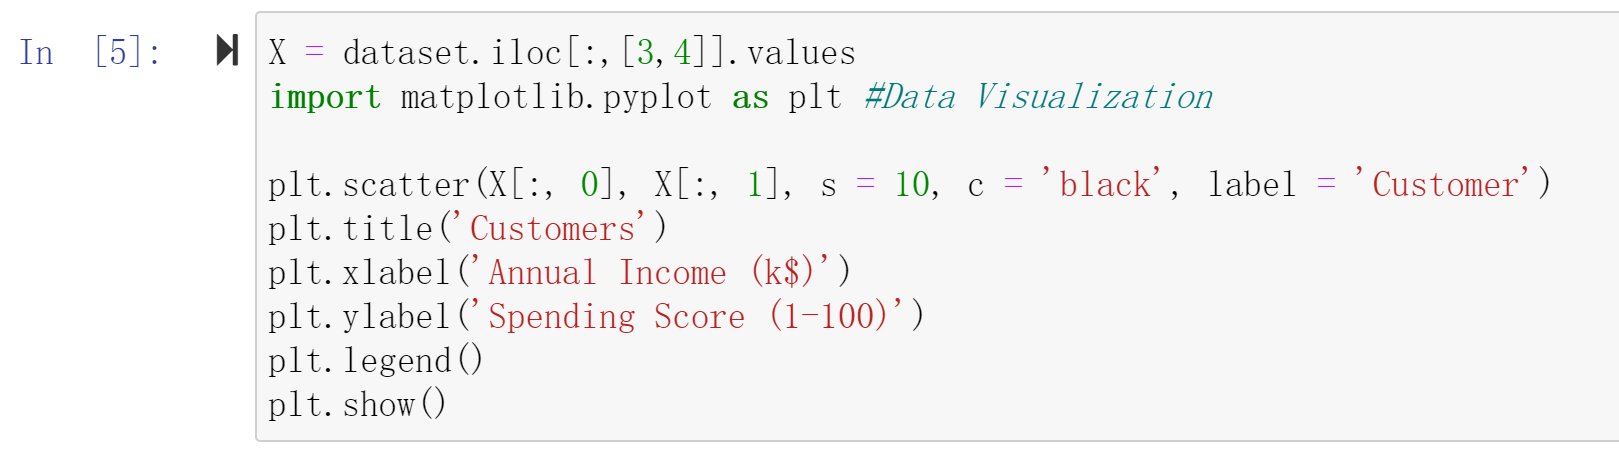 In [5]:
X = dataset.iloc[:,[3,4]].values
import matplotlib.pyplot as plt #Data Visualization
plt.scatter(X[:, 0], X[:, 1], s = 10, c = 'black', label = 'Customer')
plt.title('Customers')
plt.xlabel('Annual Income (k$)')
plt.ylabel('Spending Score (1-100)')
plt.legend()
plt.show()